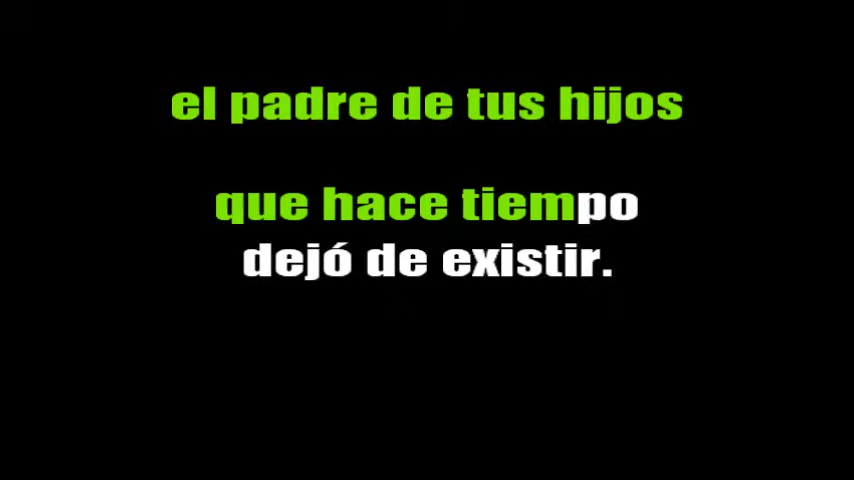 el padre de tus hijos
que hace tiempo
dejó de existir.